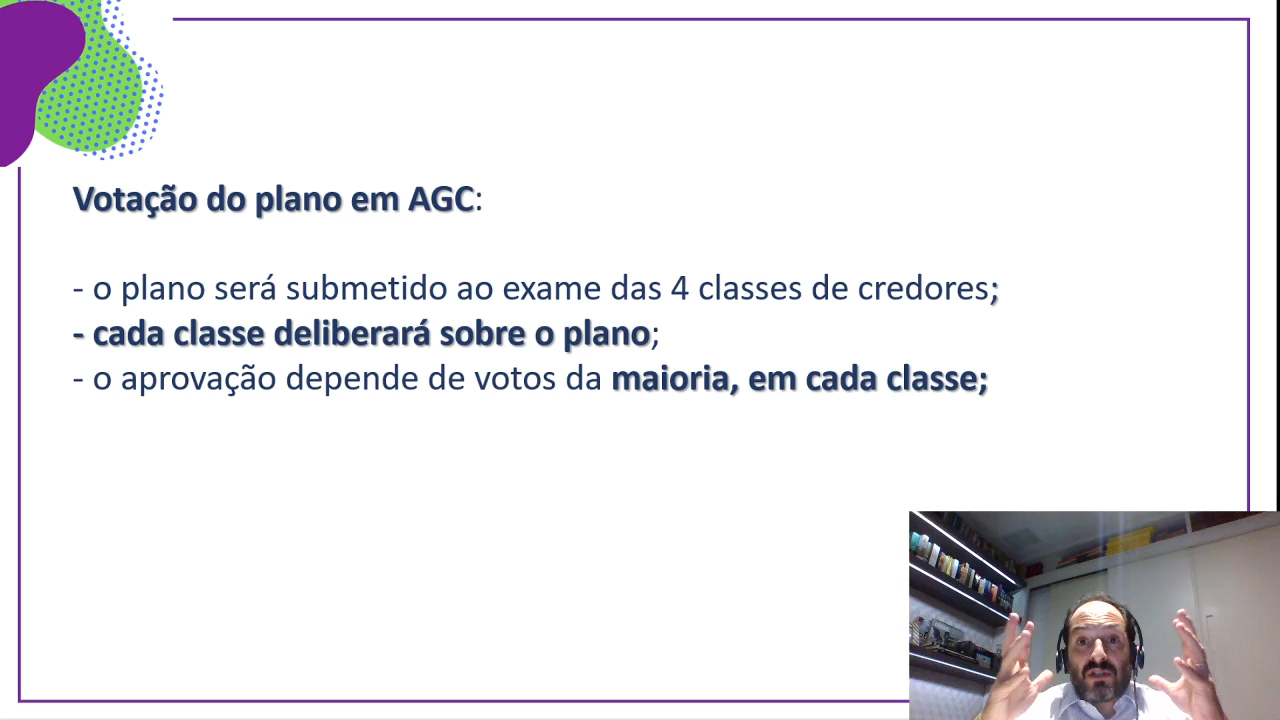 Votação do plano em AGC:
- o plano será submetido ao exame das 4 classes de credores;
- cada classe deliberará sobre o plano;
- o aprovação depende de votos da maioria, em cada classe;